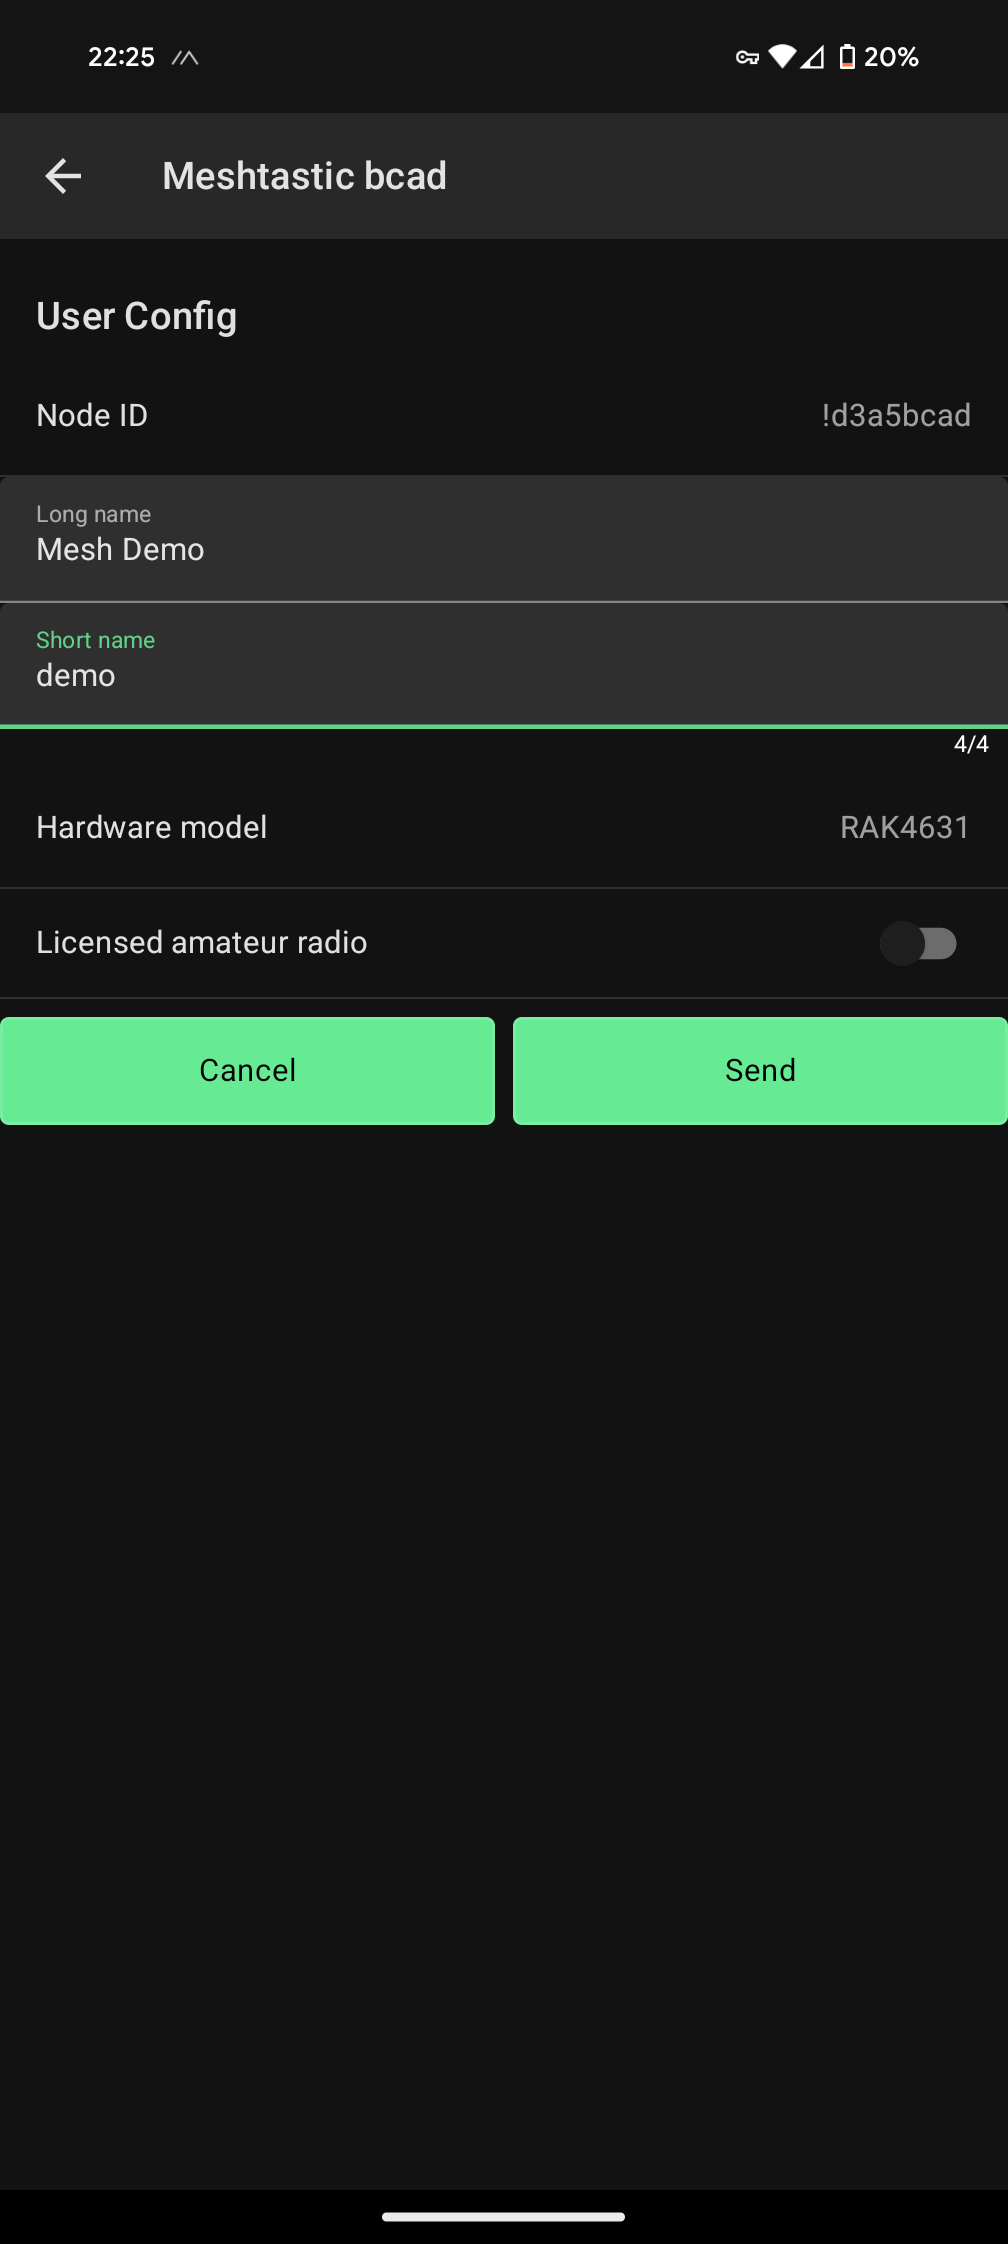 22:25
20%
Meshtastic bcad
User Config
Node ID !d3a5bcad
Long name
Mesh Demo
Short name
demo
4/4
Hardware model RAK4631
Licensed amateur radio
Cancel Send